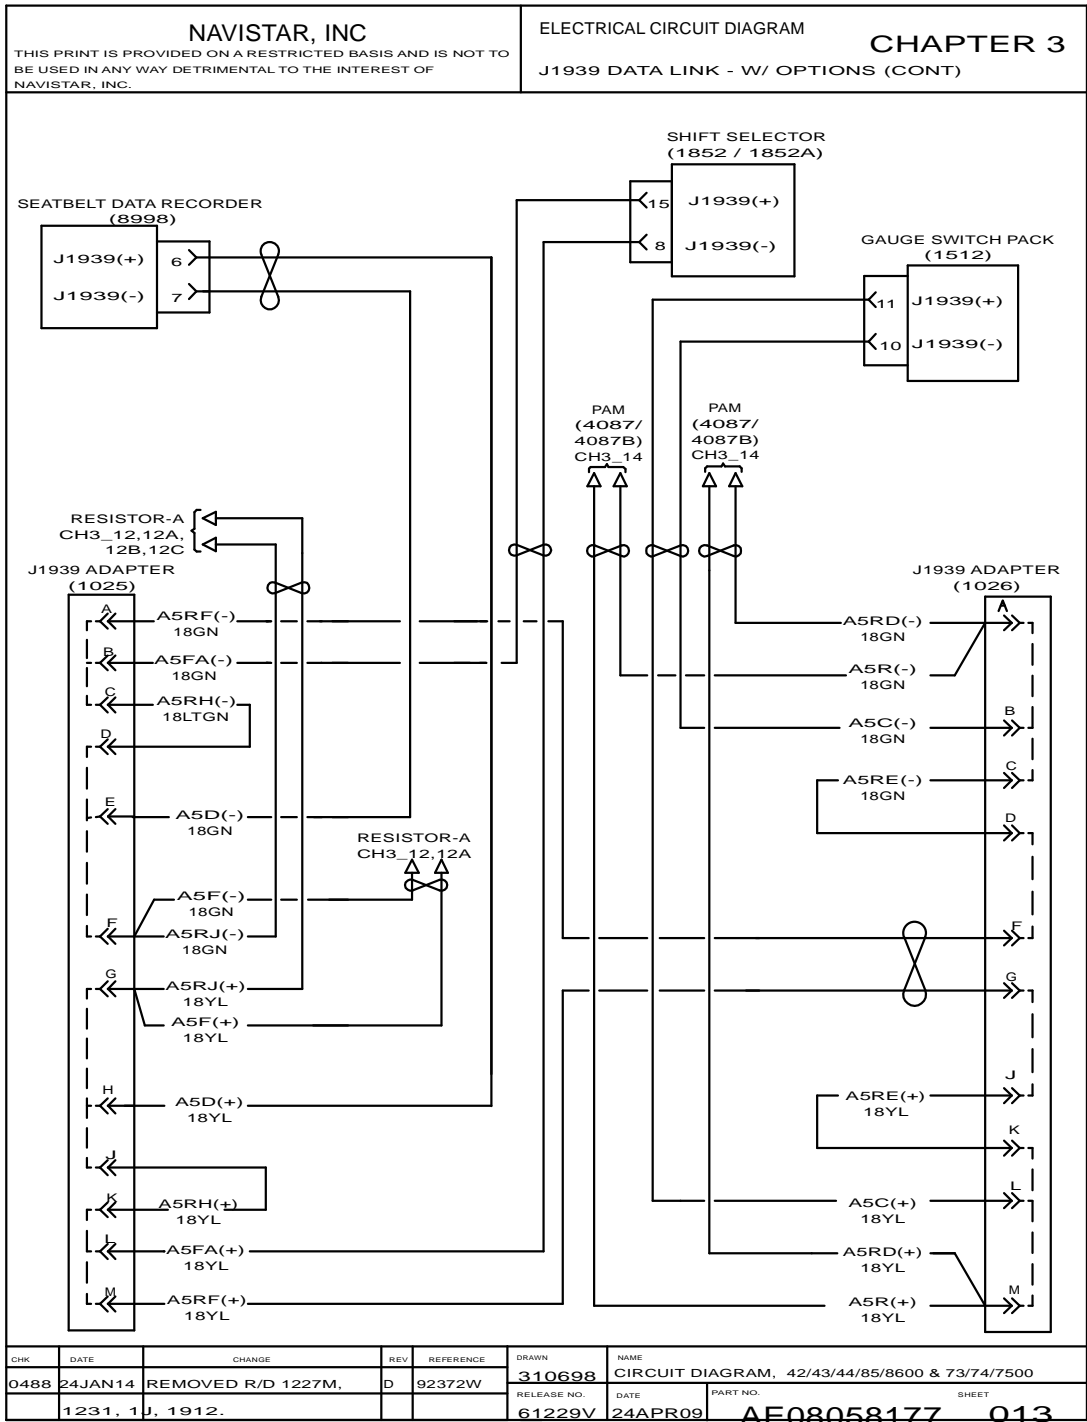 NAVISTAR, INC
THIS PRINT IS PROVIDED ON A RESTRICTED BASIS AND IS NOT TO
BE USED IN ANY WAY DETRIMENTAL TO THE INTEREST OF
NAVISTAR, INC.
ELECTRICAL CIRCUIT DIAGRAM
CHAPTER 3
J1939 DATA LINK - W/ OPTIONS (CONT)
SHIFT SELECTOR
(1852 / 1852A)
15 J1939(+)
8 J1939(-)
SEATBELT DATA RECORDER
(8998)
J1939(+) 6
J1939(-) 7
GAUGE SWITCH PACK
(1512)
11 J1939(+)
10 J1939(-)
PAM
(4087/
4087B)
CH3_14
PAM
(4087/
4087B)
CH3_14
RESISTOR-A
CH3_12,12A,
12B,12C
J1939 ADAPTER
(1025)
A
A5RF(-)
18GN
B
A5FA(-)
18GN
C
A5RH(-)
18LTGN
D
E
A5D(-)
18GN
RESISTOR-A
CH3_12,12A
A5F(-)
18GN
F
A5RJ(-)
18GN
G
A5RJ(+)
18YL
A5F(+)
18YL
H
A5D(+)
18YL
J
K
A5RH(+)
18YL
L
A5FA(+)
18YL
M
A5RF(+)
18YL
J1939 ADAPTER
(1026)
A
A5RD(-)
18GN
A5R(-)
18GN
B
A5C(-)
18GN
C
A5RE(-)
18GN
D
F
G
J
A5RE(+)
18YL
K
L
A5C(+)
18YL
A5RD(+)
18YL
M
A5R(+)
18YL
CHK DATE CHANGE REV REFERENCE
0488 24JAN14 REMOVED R/D 1227M, D 92372W
1231, 1J, 1912.
DRAWN
310698
NAME
CIRCUIT DIAGRAM, 42/43/44/85/8600 & 73/74/7500
RELEASE NO.
61229V
DATE
24APR09
PART NO.
AE08058177
SHEET
013